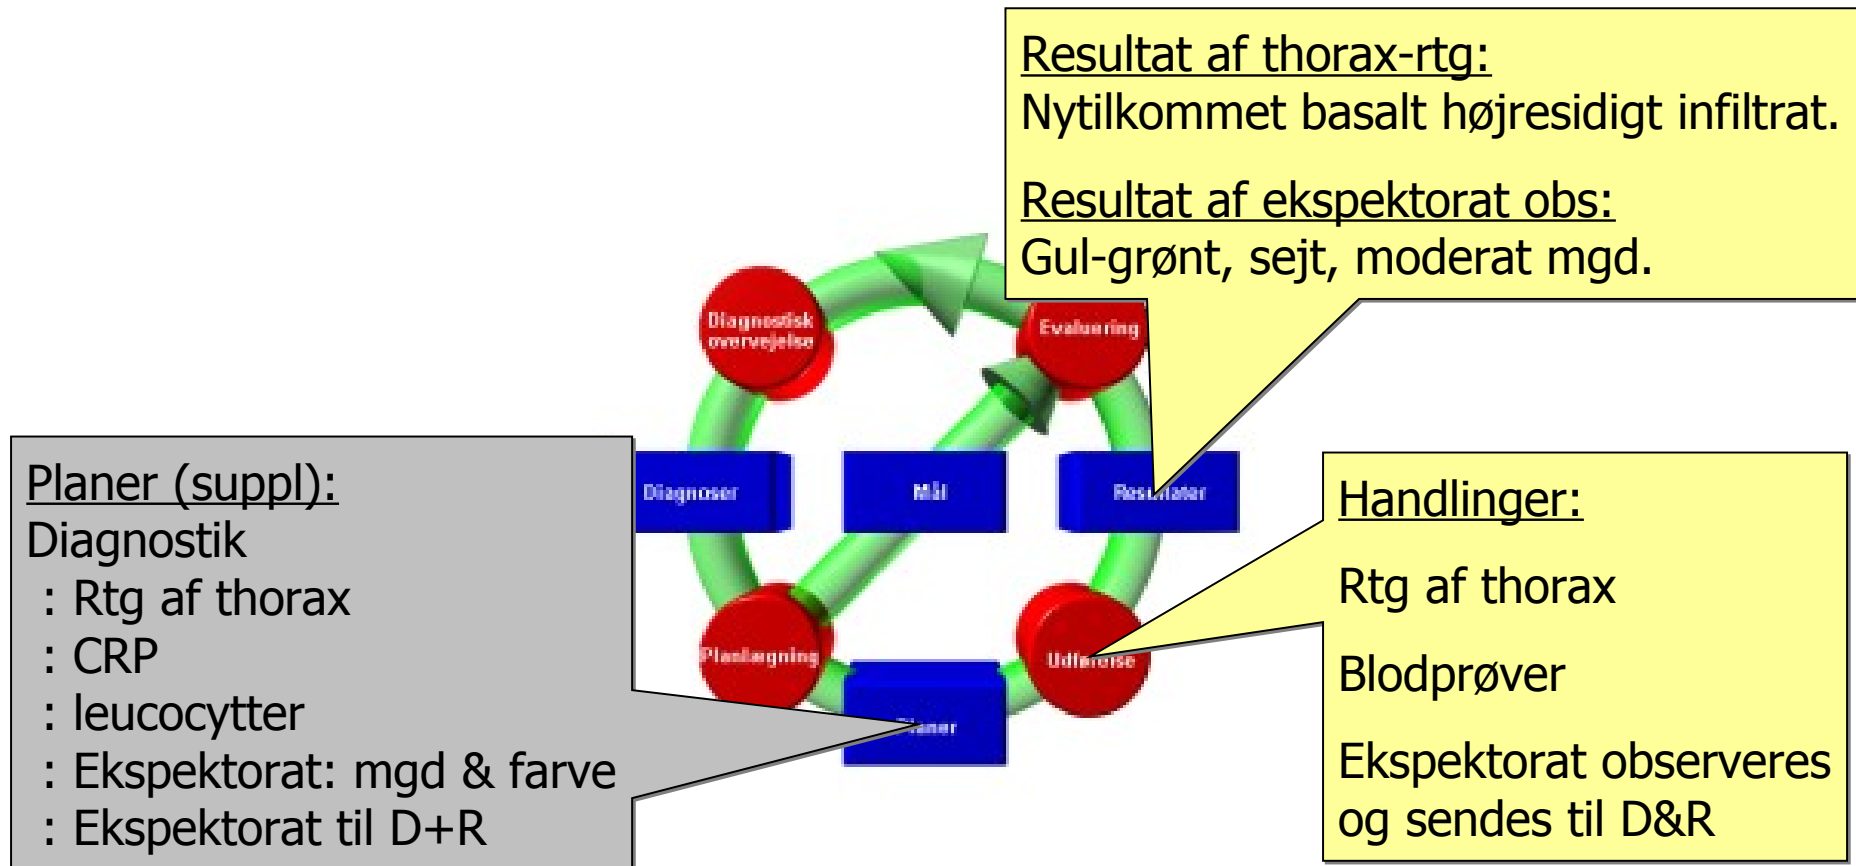 Resultat af thorax-rtg:
Nytilkommet basalt højresidigt infiltrat.
Resultat af ekspektorat obs:
Gul-grønt, sejt, moderat mgd.
Diagnostisk
overvejelse
Evaluering
Diagnoser
Mål
Resultater
Planlægning
Udførelse
Planer
Planer (suppl):
Diagnostik
: Rtg af thorax
: CRP
: leucocytter
: Ekspektorat: mgd & farve
: Ekspektorat til D+R
Handlinger:
Rtg af thorax
Blodprøver
Ekspektorat observeres
og sendes til D&R